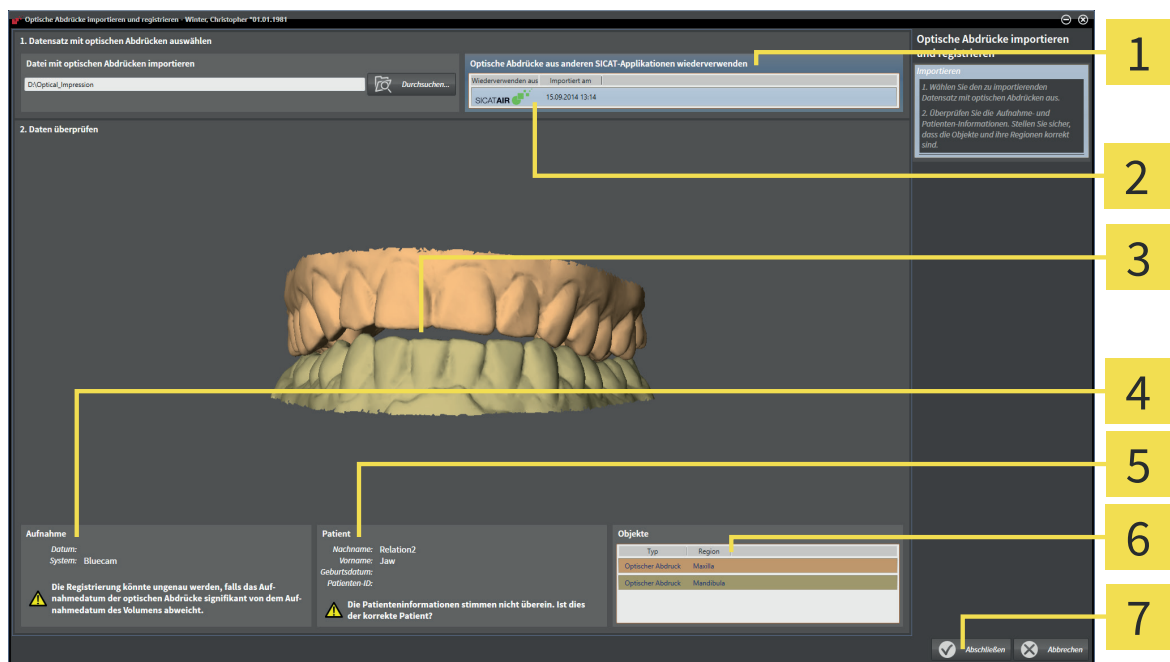 Optische Abdrücke importieren und registrieren - Winter, Christopher *01.01.1981
1. Datensatz mit optischen Abdrücken auswählen
Datei mit optischen Abdrücken importieren
D:\Optical_Impression
Durchsuchen...
Optische Abdrücke aus anderen SICAT-Applikationen wiederverwenden
Wiederverwenden aus Importiert am
SICATAIR 15.09.2014 13:14
Optische Abdrücke importieren
und registrieren
Importieren
1. Wählen Sie den zu importierenden
Datensatz mit optischen Abdrücken aus.
2. Überprüfen Sie die Aufnahme- und
Patienten-Informationen. Stellen Sie sicher,
dass die Objekte und ihre Regionen korrekt
sind.
2. Daten überprüfen
Aufnahme
Datum:
System: Bluecam
Die Registrierung könnte ungenau werden, falls das Auf-
nahmedatum der optischen Abdrücke signifikant von dem Auf-
nahmedatum des Volumens abweicht.
Patient
Nachname: Relation2
Vorname: Jaw
Geburtsdatum:
Patienten-ID:
Die Patienteninformationen stimmen nicht überein. Ist dies
der korrekte Patient?
Objekte
Typ Region
Optischer Abdruck Maxilla
Optischer Abdruck Mandibula
Abschließen
Abbrechen
1
2
3
4
5
6
7